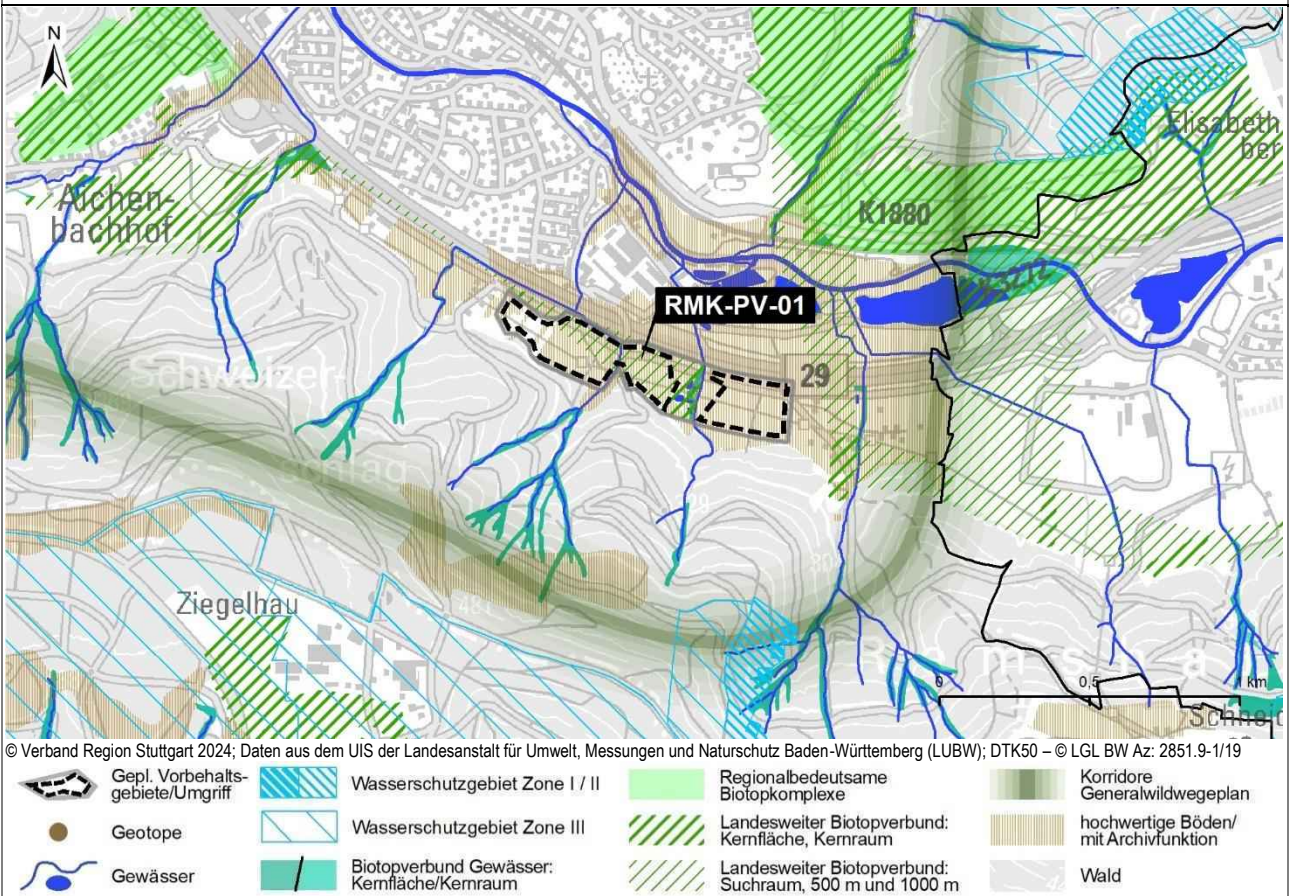 N
Elisabeth
ber
Aichen-
bachhof
K1880
K3212
RMK-PV-01
29
Schweizer-
schlag
Ziegelhau
R e m s h a
0
0,5
1 km
© Verband Region Stuttgart 2024; Daten aus dem UIS der Landesanstalt für Umwelt, Messungen und Naturschutz Baden-Württemberg (LUBW); DTK50 – © LGL BW Az: 2851.9-1/19
Gepl. Vorbehalts-
gebiete/Umgriff
Geotope
Gewässer
Wasserschutzgebiet Zone I / II
Wasserschutzgebiet Zone III
Biotopverbund Gewässer:
Kernfläche/Kernraum
Regionalbedeutsame
Biotopkomplexe
Landesweiter Biotopverbund:
Kernfläche, Kernraum
Landesweiter Biotopverbund:
Suchraum, 500 m und 1000 m
Korridore
Generalwildwegeplan
hochwertige Böden/
mit Archivfunktion
Wald